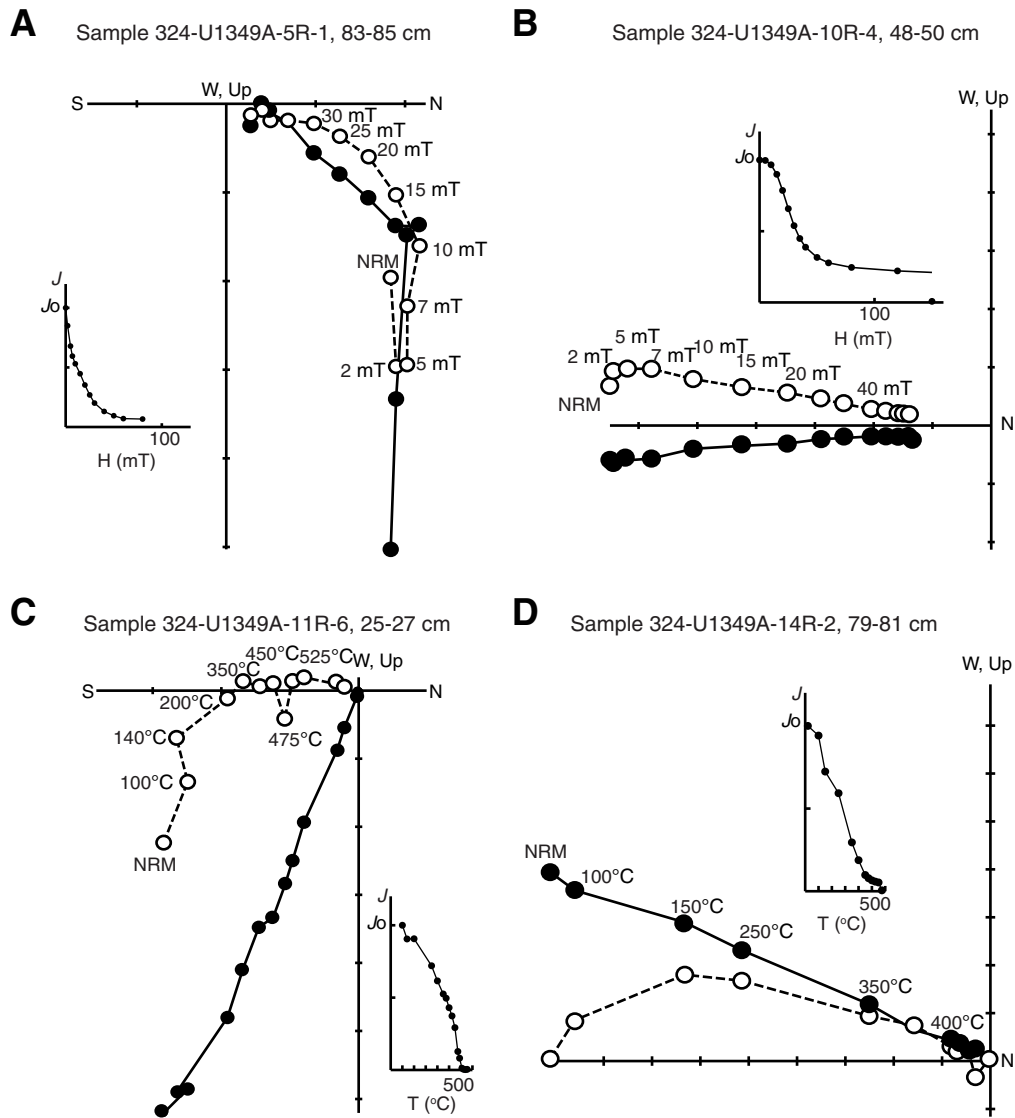 A
Sample 324-U1349A-5R-1, 83-85 cm
W, Up
S
N
30 mT
25 mT
20 mT
15 mT
10 mT
NRM
7 mT
2 mT
5 mT
J
Jo
100
H (mT)
B
Sample 324-U1349A-10R-4, 48-50 cm
W, Up
J
Jo
100
H (mT)
5 mT
2 mT
7 mT
10 mT
15 mT
20 mT
40 mT
NRM
N
C
Sample 324-U1349A-11R-6, 25-27 cm
450°C
525°C
W, Up
350°C
S
N
200°C
475°C
140°C
100°C
NRM
J
Jo
500
T (°C)
D
Sample 324-U1349A-14R-2, 79-81 cm
W, Up
J
Jo
500
T (°C)
NRM
100°C
150°C
250°C
350°C
400°C
N